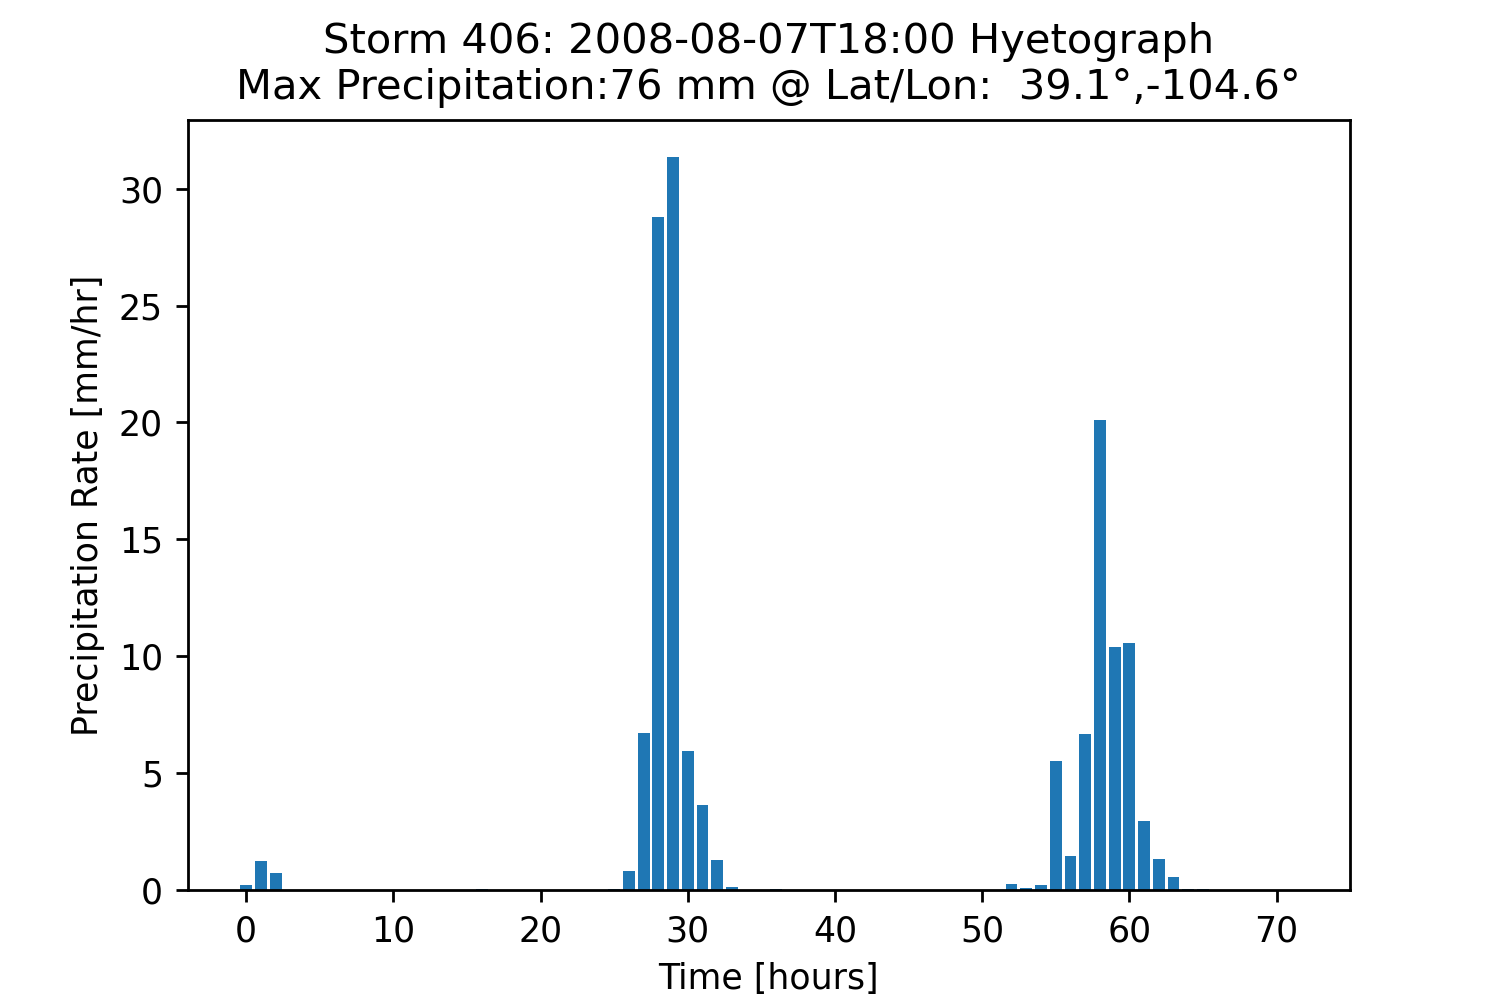 Storm 406: 2008-08-07T18:00 Hyetograph
Max Precipitation:76 mm @ Lat/Lon:  39.1°,-104.6°
Precipitation Rate [mm/hr]
30
25
20
15
10
5
0
0 10 20 30 40 50 60 70
Time [hours]